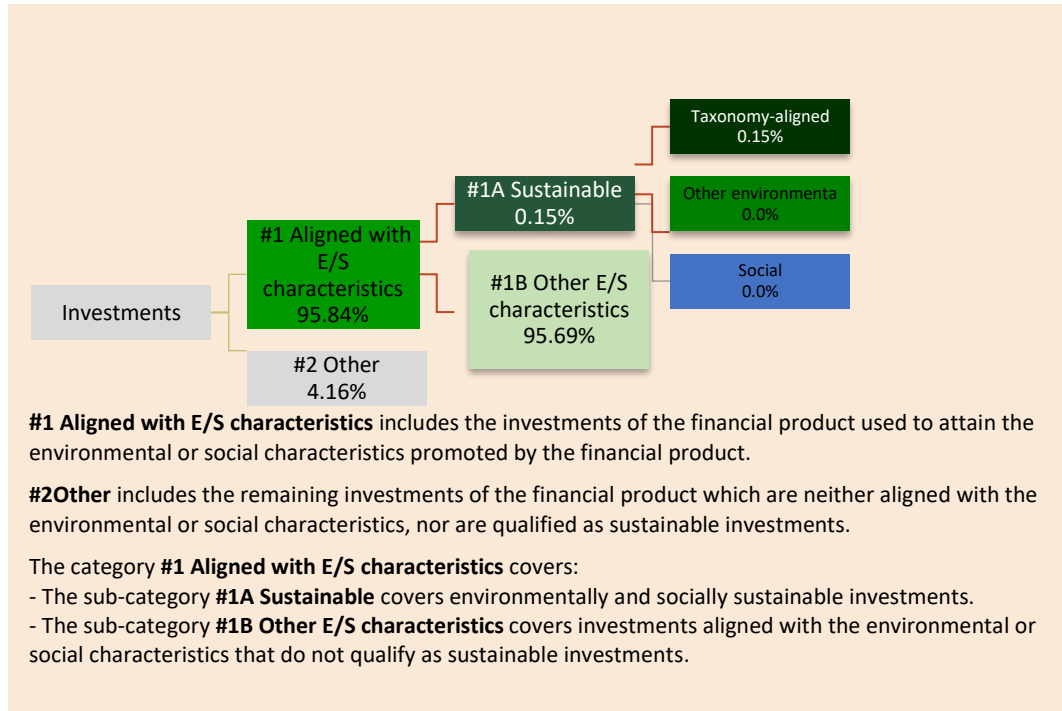 Taxonomy-aligned
0.15%
#1A Sustainable
0.15%
Other environmenta
0.0%
#1 Aligned with
E/S
characteristics
95.84%
#1B Other E/S
characteristics
95.69%
Social
0.0%
Investments
#2 Other
4.16%
#1 Aligned with E/S characteristics includes the investments of the financial product used to attain the
environmental or social characteristics promoted by the financial product.
#2Other includes the remaining investments of the financial product which are neither aligned with the
environmental or social characteristics, nor are qualified as sustainable investments.
The category #1 Aligned with E/S characteristics covers:
- The sub-category #1A Sustainable covers environmentally and socially sustainable investments.
- The sub-category #1B Other E/S characteristics covers investments aligned with the environmental or
social characteristics that do not qualify as sustainable investments.